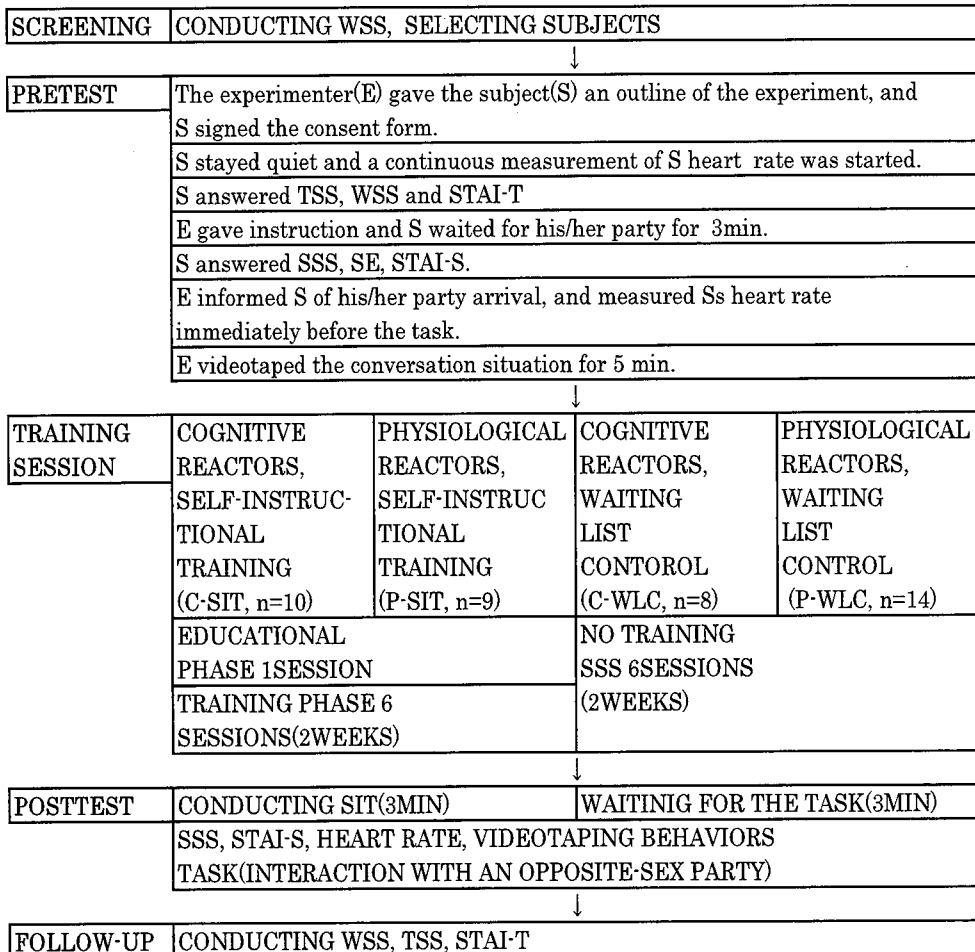 SCREENING CONDUCTING WSS, SELECTING SUBJECTS
↓
PRETEST The experimenter(E) gave the subject(S) an outline of the experiment, and
S signed the consent form.
S stayed quiet and a continuous measurement of S heart rate was started.
S answered TSS, WSS and STAI-T
E gave instruction and S waited for his/her party for 3min.
S answered SSS, SE, STAI-S.
E informed S of his/her party arrival, and measured Ss heart rate
immediately before the task.
E videotaped the conversation situation for 5 min.
↓
TRAINING
SESSION
COGNITIVE
REACTORS,
SELF-INSTRUC-
TIONAL
TRAINING
(C-SIT, n=10)
PHYSIOLOGICAL
REACTORS,
SELF-INSTRUC
TIONAL
TRAINING
(P-SIT, n=9)
COGNITIVE
REACTORS,
WAITING
LIST
CONTOROL
(C-WLC, n=8)
PHYSIOLOGICAL
REACTORS,
WAITING
LIST
CONTROL
(P-WLC, n=14)
EDUCATIONAL
PHASE 1SESSION
TRAINING PHASE 6
SESSIONS(2WEEKS)
NO TRAINING
SSS 6SESSIONS
(2WEEKS)
↓
POSTTEST CONDUCTING SIT(3MIN) WAITINIG FOR THE TASK(3MIN)
SSS, STAI-S, HEART RATE, VIDEOTAPING BEHAVIORS
TASK(INTERACTION WITH AN OPPOSITE-SEX PARTY)
↓
FOLLOW-UP CONDUCTING WSS, TSS, STAI-T